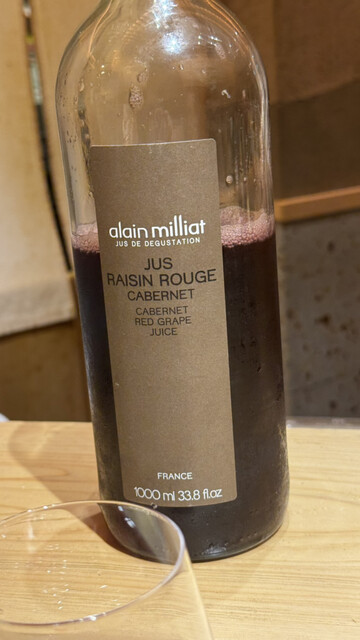 alain milliat
JUS DE DEGUSTATION
JUS
RAISIN ROUGE
CABERNET
CABERNET
RED GRAPE
JUICE
FRANCE
1000 ml 33.8 fl.oz